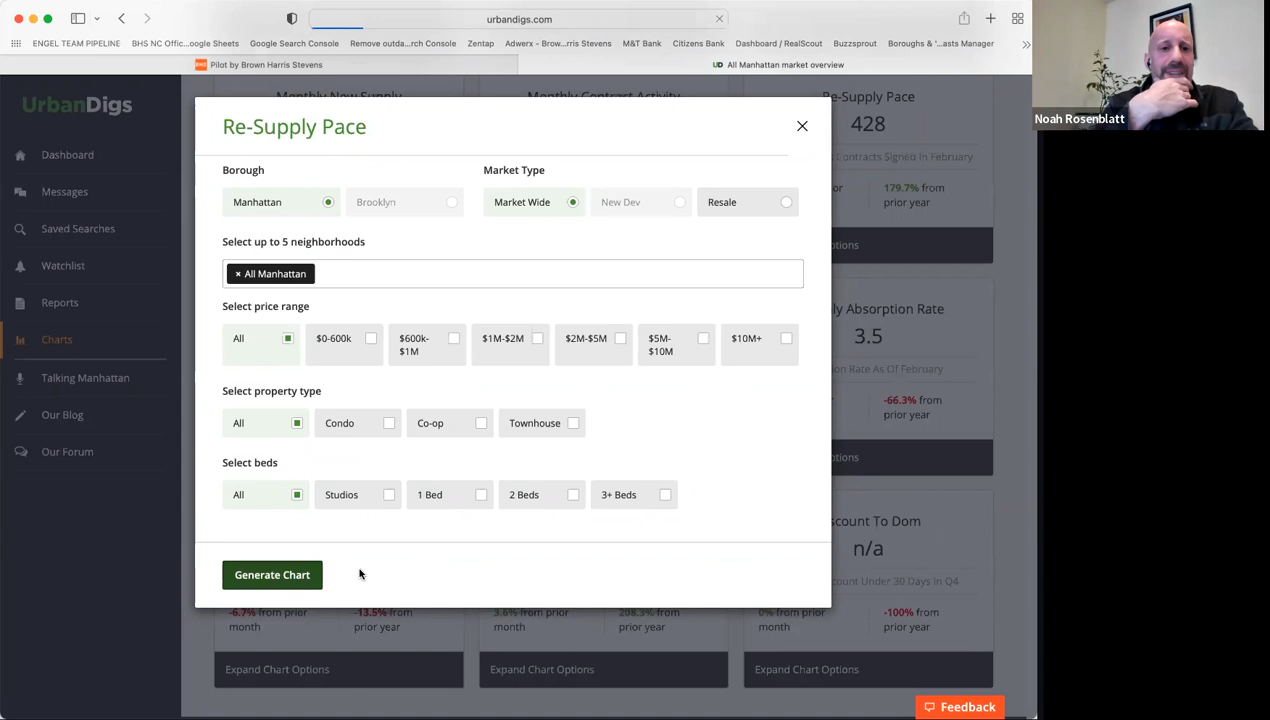 urbandigs.com
ENGEL TEAM PIPELINE
BHS NC Offic...oogle Sheets
Google Search Console
Remove outda...rch Console
Zentap
Adwerx - Brow...rris Stevens
M&T Bank
Citizens Bank
Dashboard / RealScout
Buzzsprout
Boroughs & '...asts Manager
BHS Pilot by Brown Harris Stevens
UD All Manhattan market overview
Noah Rosenblatt
UrbanDigs
Dashboard
Messages
Saved Searches
Watchlist
Reports
Charts
Talking Manhattan
Our Blog
Our Forum
Monthly New Supply
Monthly Contract Activity
Re-Supply Pace
428
Contracts Signed In February
179.7% from
prior year
Absorption Rate
3.5
Rate As Of February
-66.3% from
prior year
To Dom
n/a
Under 30 Days In Q4
Re-Supply Pace
Borough
Market Type
Manhattan
Brooklyn
Market Wide
New Dev
Resale
Select up to 5 neighborhoods
× All Manhattan
Select price range
All
$0-600k
$600k-
$1M
$1M-$2M
$2M-$5M
$5M-
$10M
$10M+
Select property type
All
Condo
Co-op
Townhouse
Select beds
All
Studios
1 Bed
2 Beds
3+ Beds
Generate Chart
-6.7% from prior
month
-13.5% from
prior year
3.6% from prior
month
208.3% from
prior year
0% from prior
month
-100% from
prior year
Expand Chart Options
Expand Chart Options
Expand Chart Options
Feedback